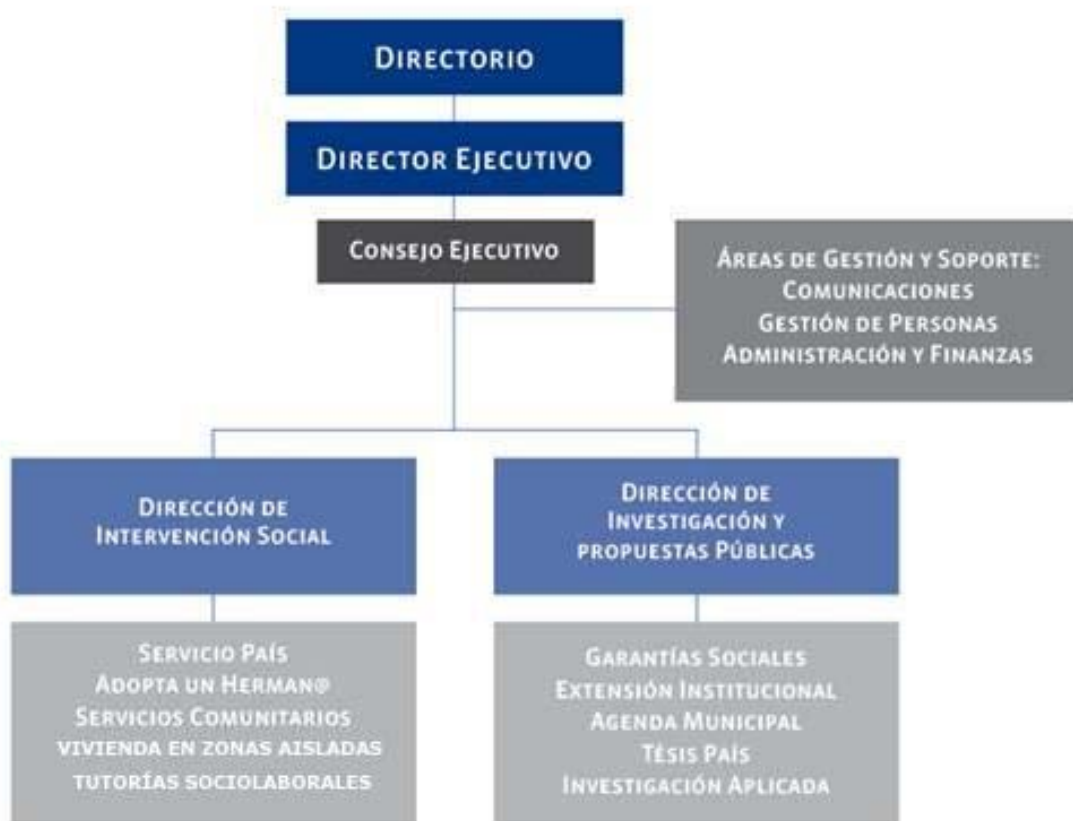 DIRECTORIO
DIRECTOR EJECUTIVO
CONSEJO EJECUTIVO
ÁREAS DE GESTIÓN Y SOPORTE:
COMUNICACIONES
GESTIÓN DE PERSONAS
ADMINISTRACIÓN Y FINANZAS
DIRECCIÓN DE
INTERVENCIÓN SOCIAL
DIRECCIÓN DE
INVESTIGACIÓN Y
PROPUESTAS PÚBLICAS
SERVICIO PAÍS
ADOPTA UN HERMAN@
SERVICIOS COMUNITARIOS
VIVIENDA EN ZONAS AISLADAS
TUTORÍAS SOCIOLABORALES
GARANTÍAS SOCIALES
EXTENSIÓN INSTITUCIONAL
AGENDA MUNICIPAL
TÉSIS PAÍS
INVESTIGACIÓN APLICADA